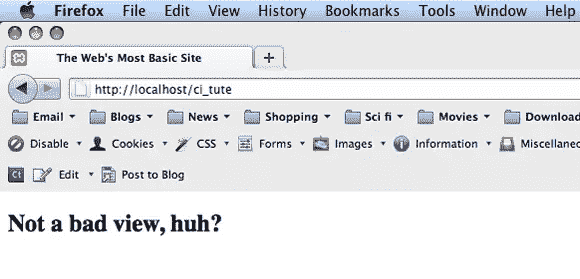 Firefox File Edit View History Bookmarks Tools Window Help
The Web's Most Basic Site
http://localhost/ci_tute
Email Blogs News Shopping Sci fi Movies Download
Disable Cookies CSS Forms Images Information Miscellaneo
Ct Edit Post to Blog
Not a bad view, huh?